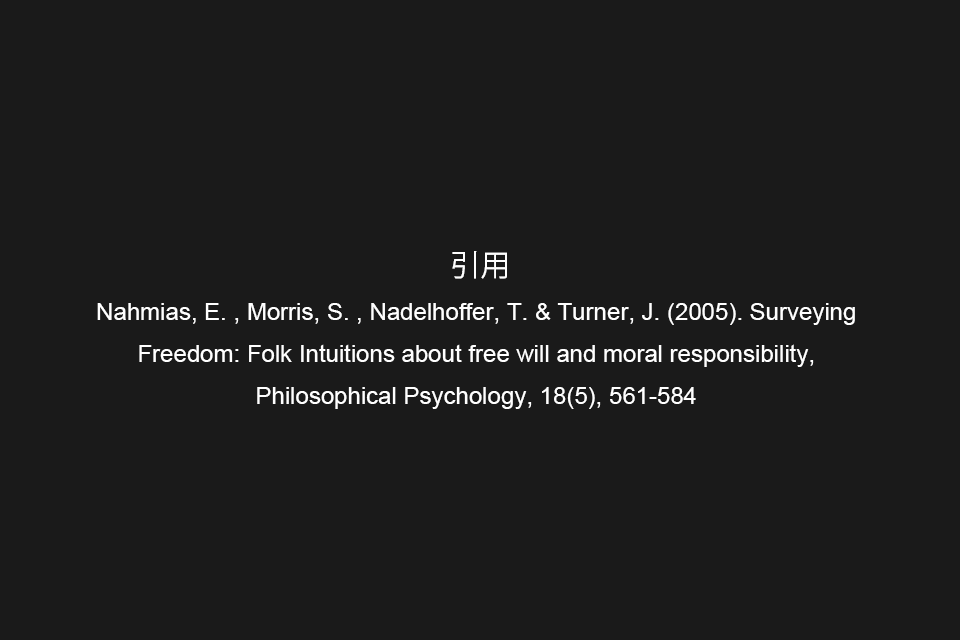 引用
Nahmias, E. , Morris, S. , Nadelhoffer, T. & Turner, J. (2005). Surveying
Freedom: Folk Intuitions about free will and moral responsibility,
Philosophical Psychology, 18(5), 561-584